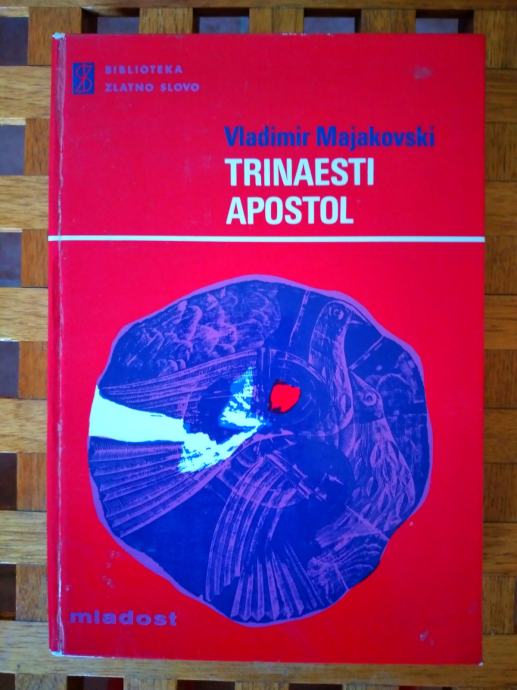 BIBLIOTEKA
ZLATNO SLOVO
Vladimir Majakovski
TRINAESTI
APOSTOL
mladost